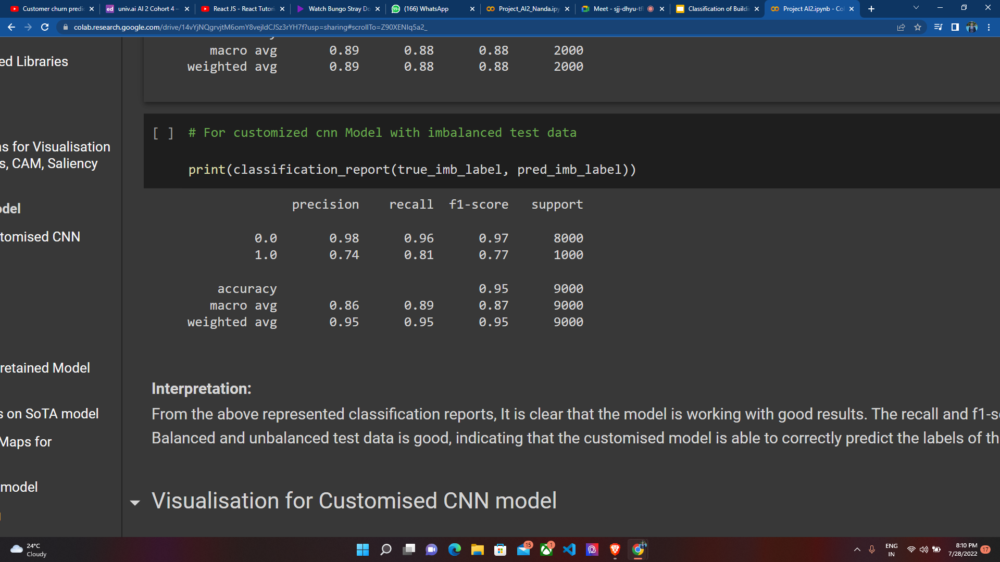 Customer churn predic
ed univ.ai AI 2 Cohort 4 –
React JS - React Tutori
Watch Bungo Stray Do
99+ (166) WhatsApp
Project_AI2_Nanda.ipy
Meet - sjj-dhyu-tfl
Classification of Buildi
Project AI2.ipynb - Co
colab.research.google.com/drive/14vYjNQgrvjtM6omY8vejldCJSz3rYH7f?usp=sharing#scrollTo=Z90XENIq5a2_
ed Libraries
ns for Visualisation
s, CAM, Saliency
odel
tomised CNN
retained Model
s on SoTA model
Maps for
model
macro avg 0.89 0.88 0.88 2000
weighted avg 0.89 0.88 0.88 2000
[ ] # For customized cnn Model with imbalanced test data
print(classification_report(true_imb_label, pred_imb_label))
precision recall f1-score support
0.0 0.98 0.96 0.97 8000
1.0 0.74 0.81 0.77 1000
accuracy 0.95 9000
macro avg 0.86 0.89 0.87 9000
weighted avg 0.95 0.95 0.95 9000
Interpretation:
From the above represented classification reports, It is clear that the model is working with good results. The recall and f1-s
Balanced and unbalanced test data is good, indicating that the customised model is able to correctly predict the labels of th
Visualisation for Customised CNN model
24°C
Cloudy
15
1
ENG
IN
8:10 PM
7/28/2022
17